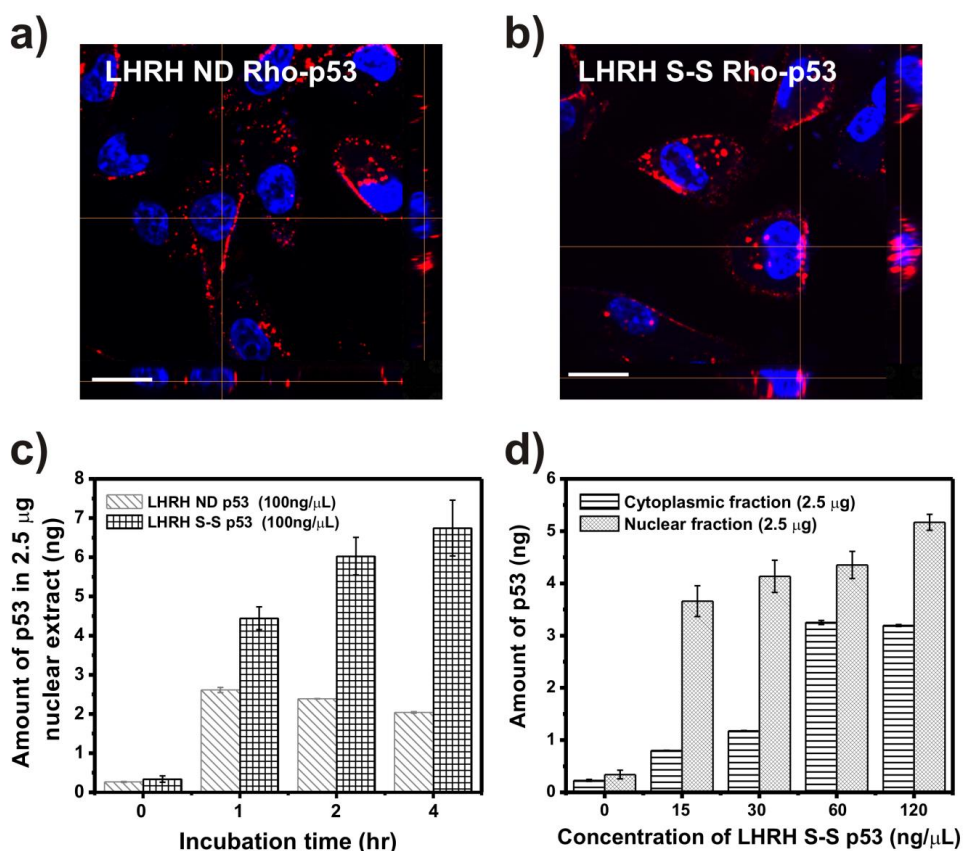 a)
LHRH ND Rho-p53
b)
LHRH S-S Rho-p53
c)
Amount of p53 in 2.5 μg
nuclear extract (ng)
8
7
6
5
4
3
2
1
0
LHRH ND p53 (100ng/μL)
LHRH S-S p53 (100ng/μL)
0 1 2 4
Incubation time (hr)
d)
Amount of p53 (ng)
6
5
4
3
2
1
0
Cytoplasmic fraction (2.5 μg)
Nuclear fraction (2.5 μg)
0 15 30 60 120
Concentration of LHRH S-S p53 (ng/μL)